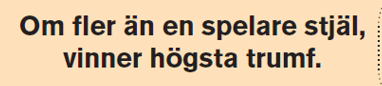 Om fler än en spelare stjäl,
vinner högsta trumf.